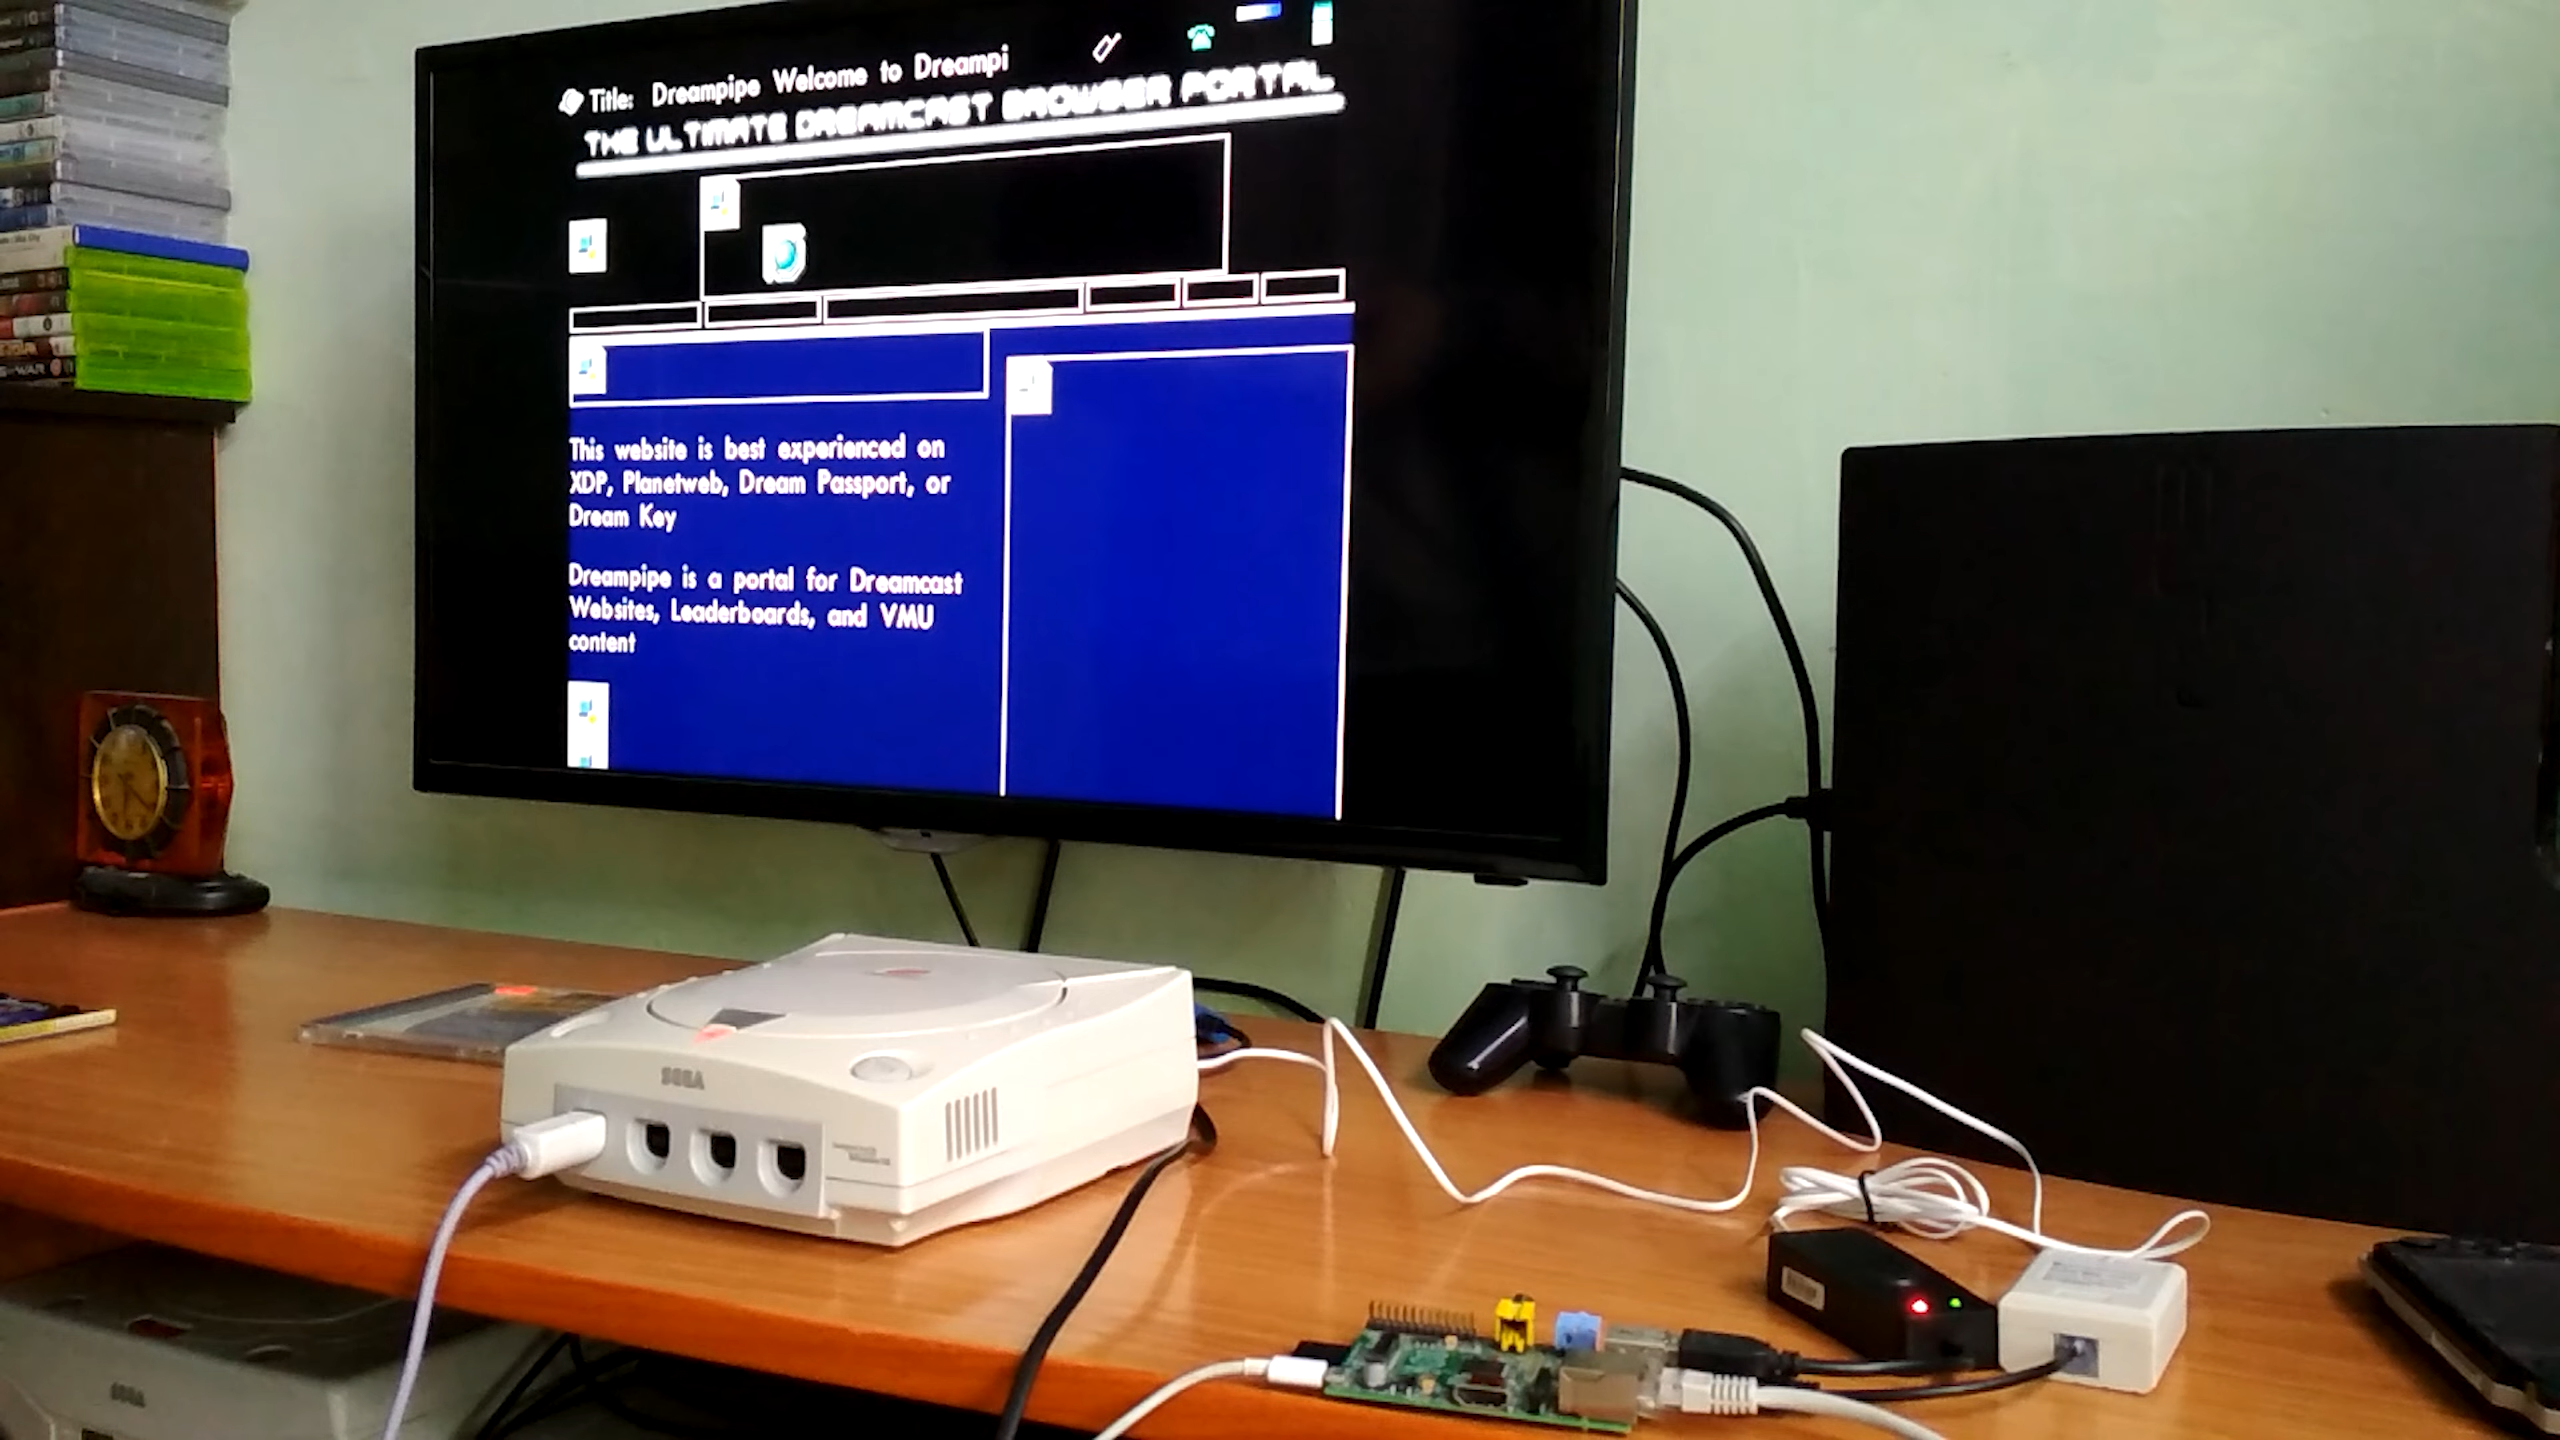 Title: Dreampipe Welcome to Dreampi
THE ULTIMATE DREAMCAST BROWSER PORTAL
This website is best experienced on
XDP, Planetweb, Dream Passport, or
Dream Key
Dreampipe is a portal for Dreamcast
Websites, Leaderboards, and VMU
content
SEGA
SEGA